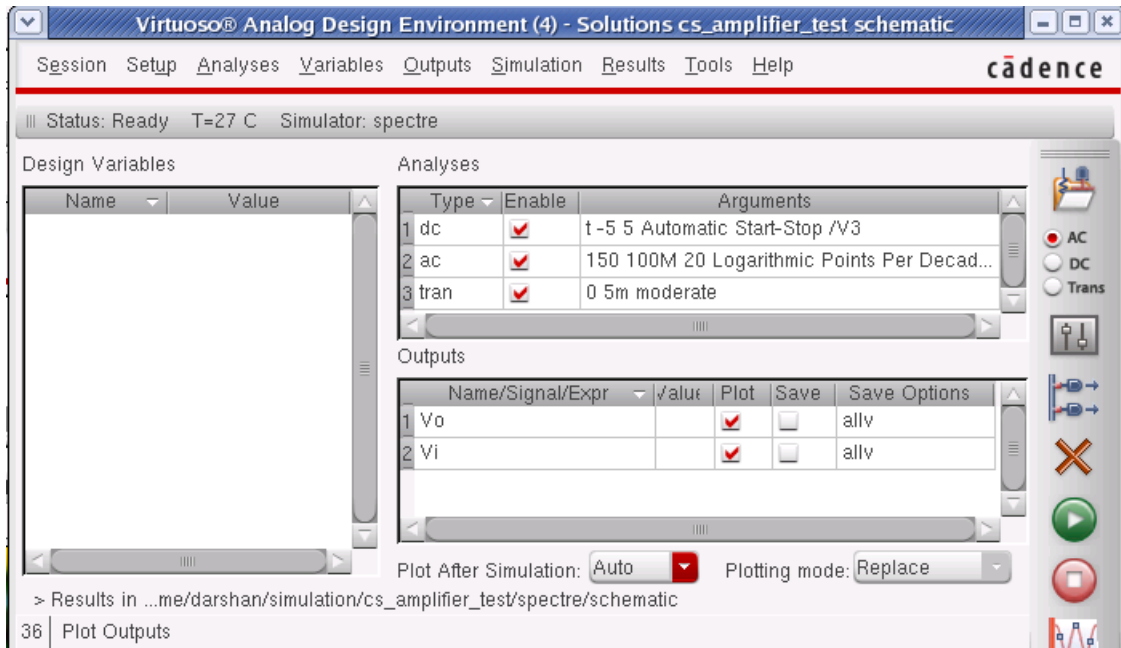 Virtuoso® Analog Design Environment (4) - Solutions cs_amplifier_test schematic
Session Setup Analyses Variables Outputs Simulation Results Tools Help cādence
Status: Ready T=27 C Simulator: spectre
Design Variables
Name Value
Analyses
Type Enable Arguments
1 dc t -5 5 Automatic Start-Stop /V3
2 ac 150 100M 20 Logarithmic Points Per Decad...
3 tran 0 5m moderate
AC
DC
Trans
Outputs
Name/Signal/Expr Value Plot Save Save Options
1 Vo allv
2 Vi allv
Plot After Simulation: Auto Plotting mode: Replace
> Results in ...me/darshan/simulation/cs_amplifier_test/spectre/schematic
36 Plot Outputs